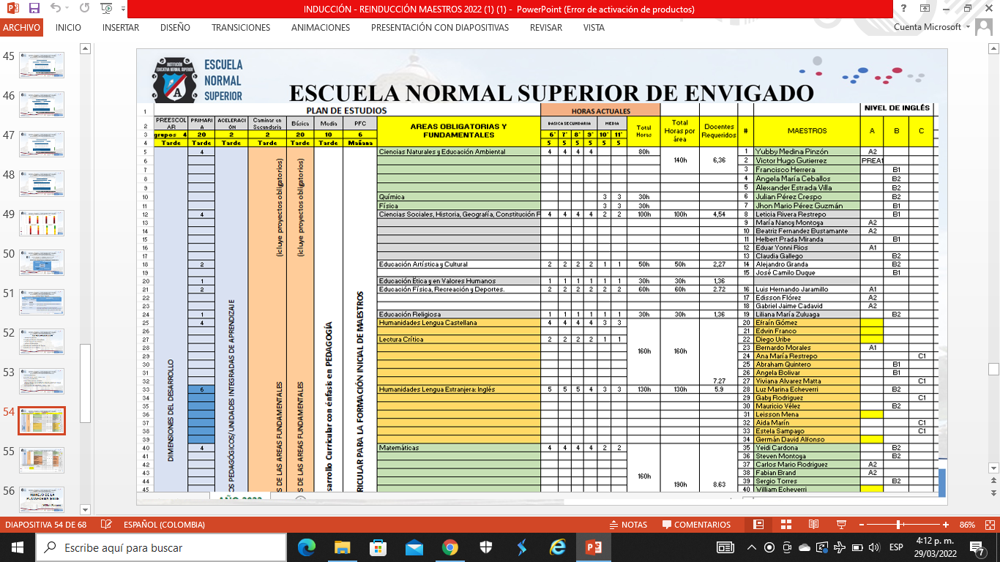 INDUCCIÓN - REINDUCCIÓN MAESTROS 2022 (1) (1) - PowerPoint (Error de activación de productos)
ARCHIVO INICIO INSERTAR DISEÑO TRANSICIONES ANIMACIONES PRESENTACIÓN CON DIAPOSITIVAS REVISAR VISTA Cuenta Microsoft
45
46
47
48
49
50
51
52
53
54
55
56
MANEJO DE LA
ESCUELA
NORMAL
SUPERIOR
ESCUELA NORMAL SUPERIOR DE ENVIGADO
1 PLAN DE ESTUDIOS HORAS ACTUALES NIVEL DE INGLÉS
2 PREESCOLAR PRIMARIA ACELERACIÓN Caminar en Secundaria Básica Media PFC AREAS OBLIGATORIAS Y FUNDAMENTALES BASICA SECUNDARIA MEDIA Total Horas Total Horas por área Docentes Requeridos # MAESTROS A B C
3 grupos 4 20 2 2 20 10 6 6° 7° 8° 9° 10° 11°
4 Tarde Tarde Tarde Tarde Tarde Tarde Mañana 5 5 5 5 5 5
5 4 Ciencias Naturales y Educación Ambiental 4 4 4 4 80h 1 Yubby Medina Pinzón A2
6 140h 6,36 2 Victor Hugo Gutierrez PREA1
7 3 Francisco Herrera B1
8 4 Angela María Ceballos B2
9 5 Alexander Estrada Villa B2
10 Química 3 3 30h 6 Julian Pérez Crespo B2
11 Física 3 3 30h 7 Jhon Mario Pérez Guzmán B1
12 4 Ciencias Sociales, Historia, Geografía, Constitución P 4 4 4 4 2 2 100h 100h 4,54 8 Leticia Rivera Restrepo B1
13 9 María Nancy Montoya A2
14 10 Beatriz Fernandez Bustamante A2
15 11 Helbert Prada Miranda B1
16 12 Eduar Yonni Rios A1
17 13 Claudia Gallego B2
18 2 Educación Artística y Cultural 2 2 2 2 1 1 50h 50h 2,27 14 Alejandro Granda B2
15 José Camilo Duque B1
20 1 Educación Etica y en Valores Humanos 1 1 1 1 1 1 30h 30h 1,36
21 2 Educación Física, Recreación y Deportes. 2 2 2 2 2 2 60h 60h 2.72 16 Luis Hernando Jaramillo A1
22 17 Edisson Flórez A2
23 18 Gabriel Jaime Cadavid A2
24 1 Educación Religiosa 1 1 1 1 1 1 30h 30h 1,36 19 Liliana María Zuluaga B2
25 4 Humanidades Lengua Castellana 4 4 4 4 3 3 20 Efraín Gómez
26 21 Edwin Franco
27 Lectura Crítica 2 2 2 2 1 1 22 Diego Uribe
28 160h 160h 23 Bernardo Morales A1
29 24 Ana María Restrepo C1
30 25 Abraham Quintero B1
31 26 Angela Bolivar B1
32 7.27 27 Viviana Alvarez Matta C1
33 6 Humanidades Lengua Extranjera: Inglés 5 5 5 4 3 3 130h 130h 5.9 28 Luz Marina Echeverri B2
34 29 Gaby Rodriguez C1
35 30 Mauricio Vélez B2
36 31 Leisson Mena
37 32 Aida Marín C1
38 33 Estela Sampayo C1
39 34 Germán David Alfonso
40 4 Matemáticas 4 4 4 4 2 2 35 Yeidi Cardona B2
41 36 Steven Montoya B2
42 37 Carlos Mario Rodriguez A2
43 160h 38 Fabian Brand A2
44 190h 8.63 39 Sergio Torres B2
45 40 William Echeverri
DIMENSIONES DEL DESARROLLO
OS PEDAGÓGICOS/UNIDADES INTEGRADAS DE APRENDIZAJE
S DE LAS AREAS FUNDAMENTALES (icluye proyectos obligatorios)
S DE LAS AREAS FUNDAMENTALES (icluye proyectos obligatorios)
sarrollo Curricular con énfasis en PEDAGOGÍA
RICULAR PARA LA FORMACIÓN INICIAL DE MAESTROS
DIAPOSITIVA 54 DE 68 ESPAÑOL (COLOMBIA) NOTAS COMENTARIOS 86%
Escribe aquí para buscar ESP 4:12 p. m.
29/03/2022 7